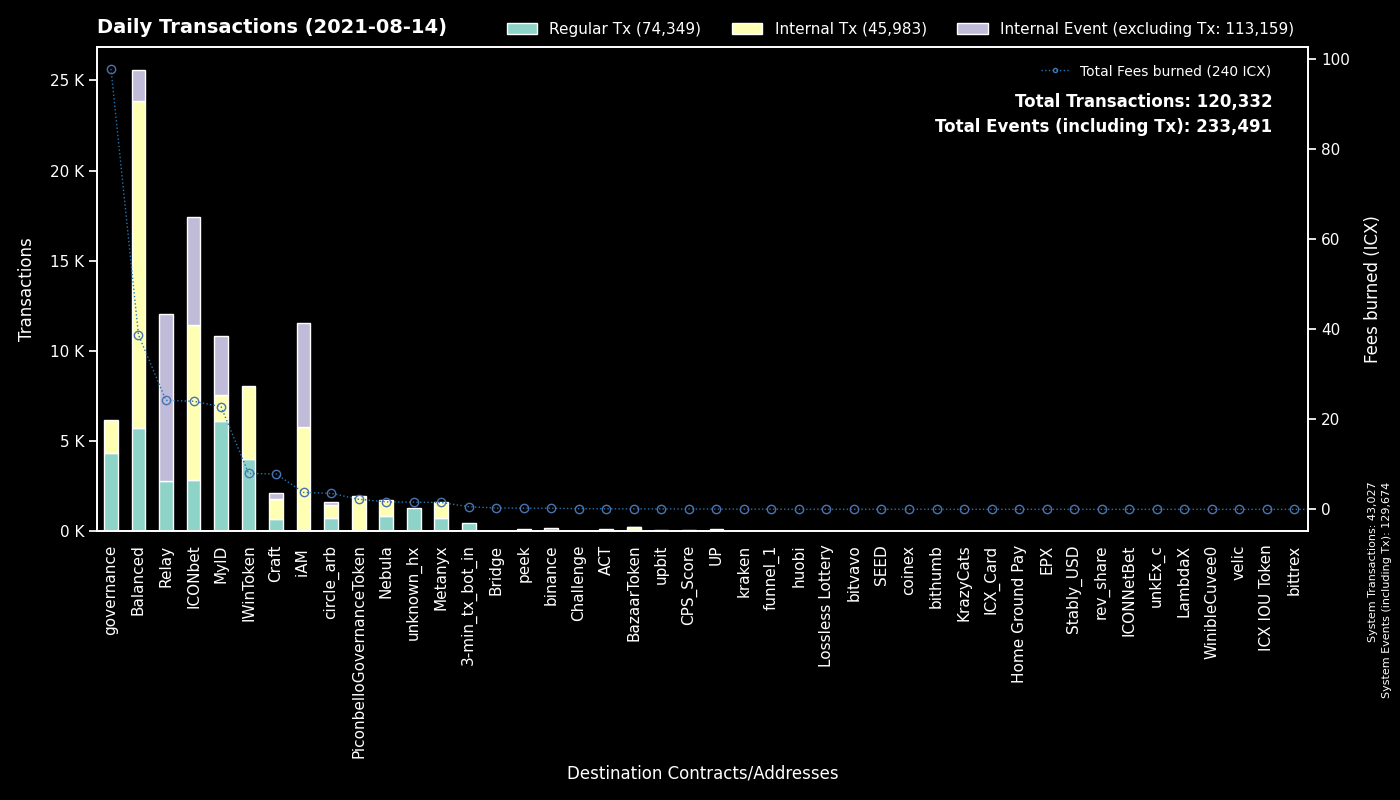 Daily Transactions (2021-08-14)
Regular Tx (74,349)
Internal Tx (45,983)
Internal Event (excluding Tx: 113,159)
Total Fees burned (240 ICX)
Total Transactions: 120,332
Total Events (including Tx): 233,491
Transactions
25 K
20 K
15 K
10 K
5 K
0 K
100
80
60
40
20
0
Fees burned (ICX)
System Transactions: 43,027
System Events (including Tx): 129,674
governance
Balanced
Relay
ICONbet
MyID
IWinToken
Craft
iAM
circle_arb
PiconbelloGovernanceToken
Nebula
unknown_hx
Metanyx
3-min_tx_bot_in
Bridge
peek
binance
Challenge
ACT
BazaarToken
upbit
CPS_Score
UP
kraken
funnel_1
huobi
Lossless Lottery
bitvavo
SEED
coinex
bithumb
KrazyCats
ICX_Card
Home Ground Pay
EPX
Stably_USD
rev_share
ICONNetBet
unkEx_c
LambdaX
WinibleCuvee0
velic
ICX IOU Token
bittrex
Destination Contracts/Addresses